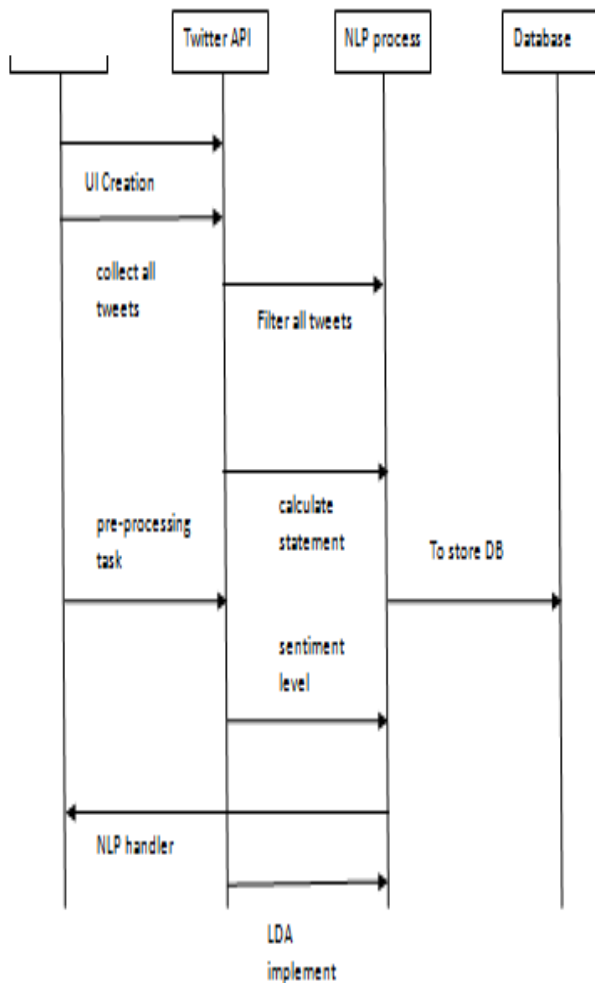 Twitter API
NLP process
Database
UI Creation
collect all
tweets
Filter all tweets
calculate
statement
pre-processing
task
To store DB
sentiment
level
NLP handler
LDA
implement